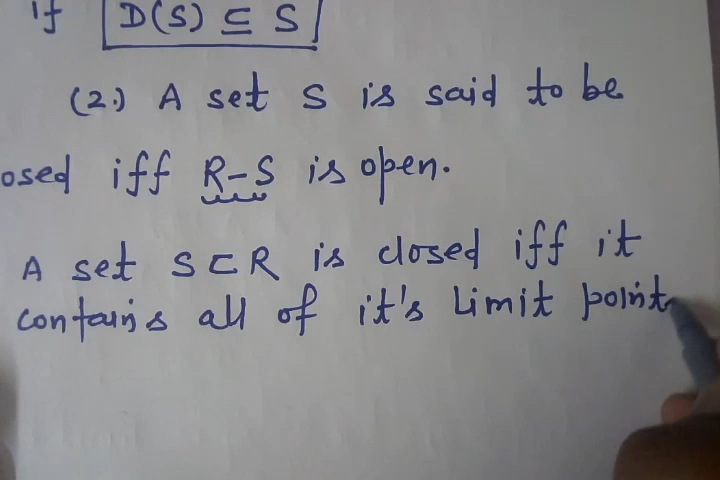 if D(S) ⊆ S
(2.) A set S is said to be
osed iff R-S is open.
A set S⊂R is closed iff it
contains all of it's Limit point